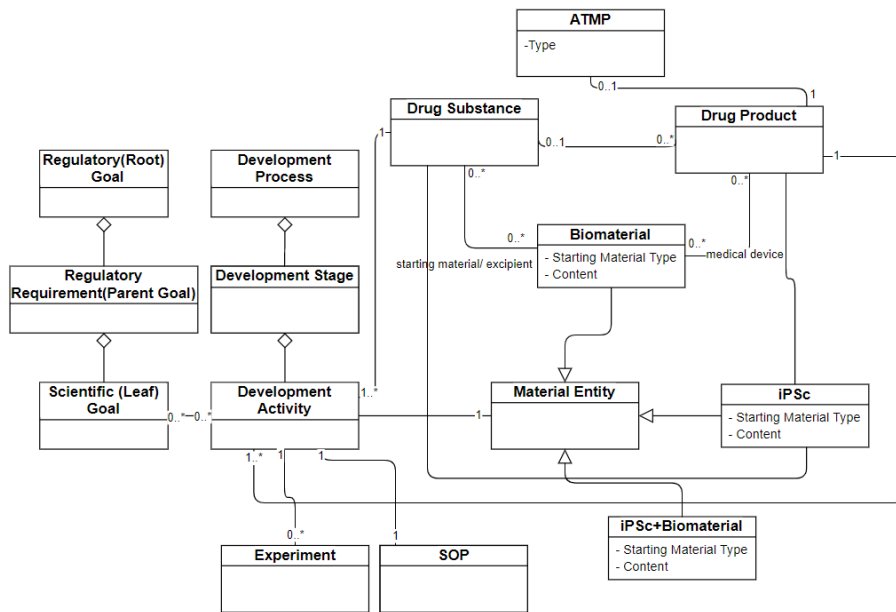 ATMP
-Type
0..1
1
Drug Substance
Drug Product
1
0..1
0..*
1
Regulatory(Root)
Goal
Development
Process
0..*
0..*
Biomaterial
0..*
0..*
starting material/ excipient
- Starting Material Type
- Content
medical device
Regulatory
Requirement(Parent Goal)
Development Stage
Scientific (Leaf)
Goal
Development
Activity
1..*
Material Entity
iPSc
0..*
0..*
1
- Starting Material Type
- Content
1..*
1
1
iPSc+Biomaterial
0..*
1
- Starting Material Type
- Content
Experiment
SOP